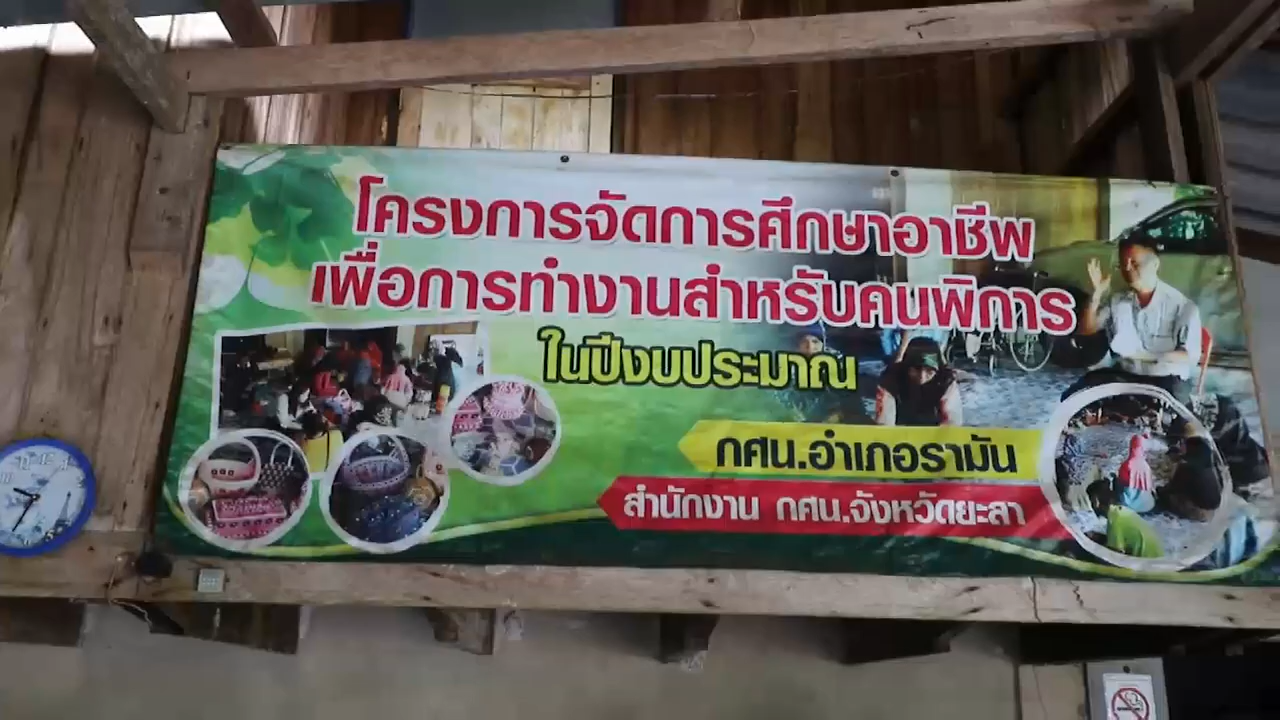 โครงการจัดการศึกษาอาชีพ
เพื่อการทำงานสำหรับคนพิการ
ในปีงบประมาณ
กศน.อำเภอรามัน
สำนักงาน กศน.จังหวัดยะลา